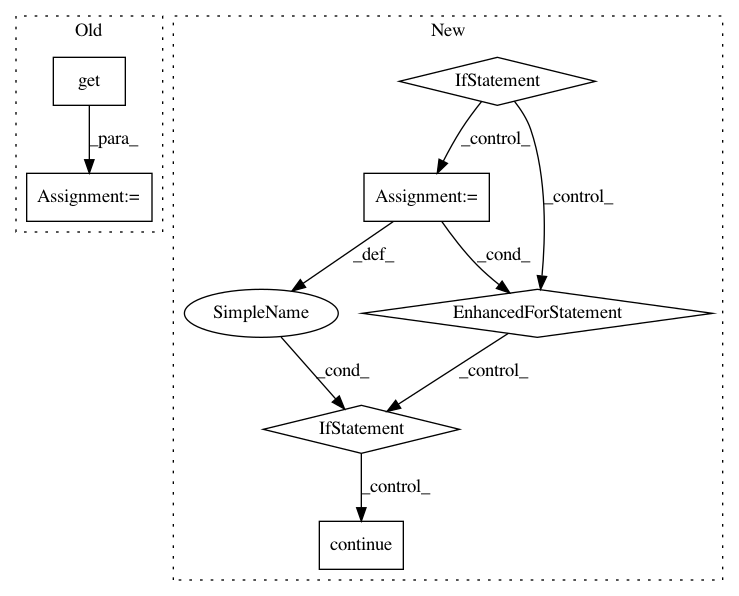 Old
New
get
IfStatement
_para_
_control_
Assignment:=
Assignment:=
_control_
_def_
_cond_
SimpleName
EnhancedForStatement
_cond_
_control_
IfStatement
_control_
continue